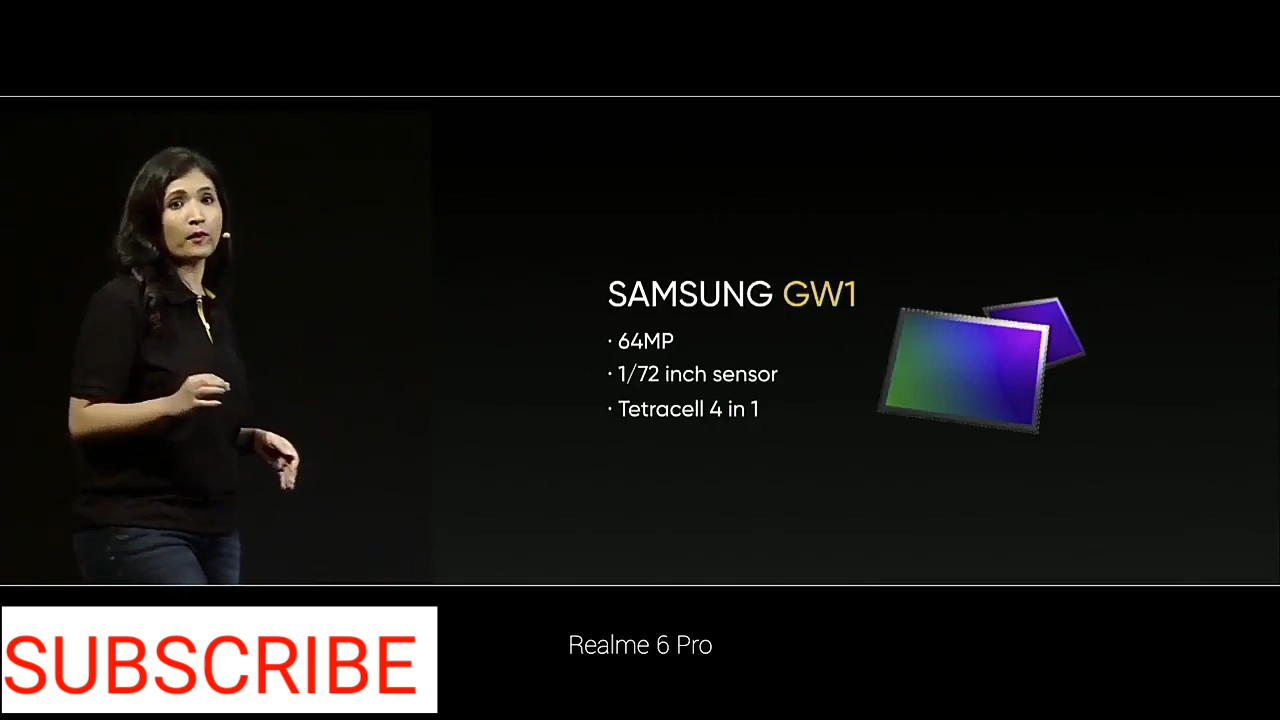 SAMSUNG GW1
· 64MP
· 1/72 inch sensor
· Tetracell 4 in 1
SUBSCRIBE
Realme 6 Pro